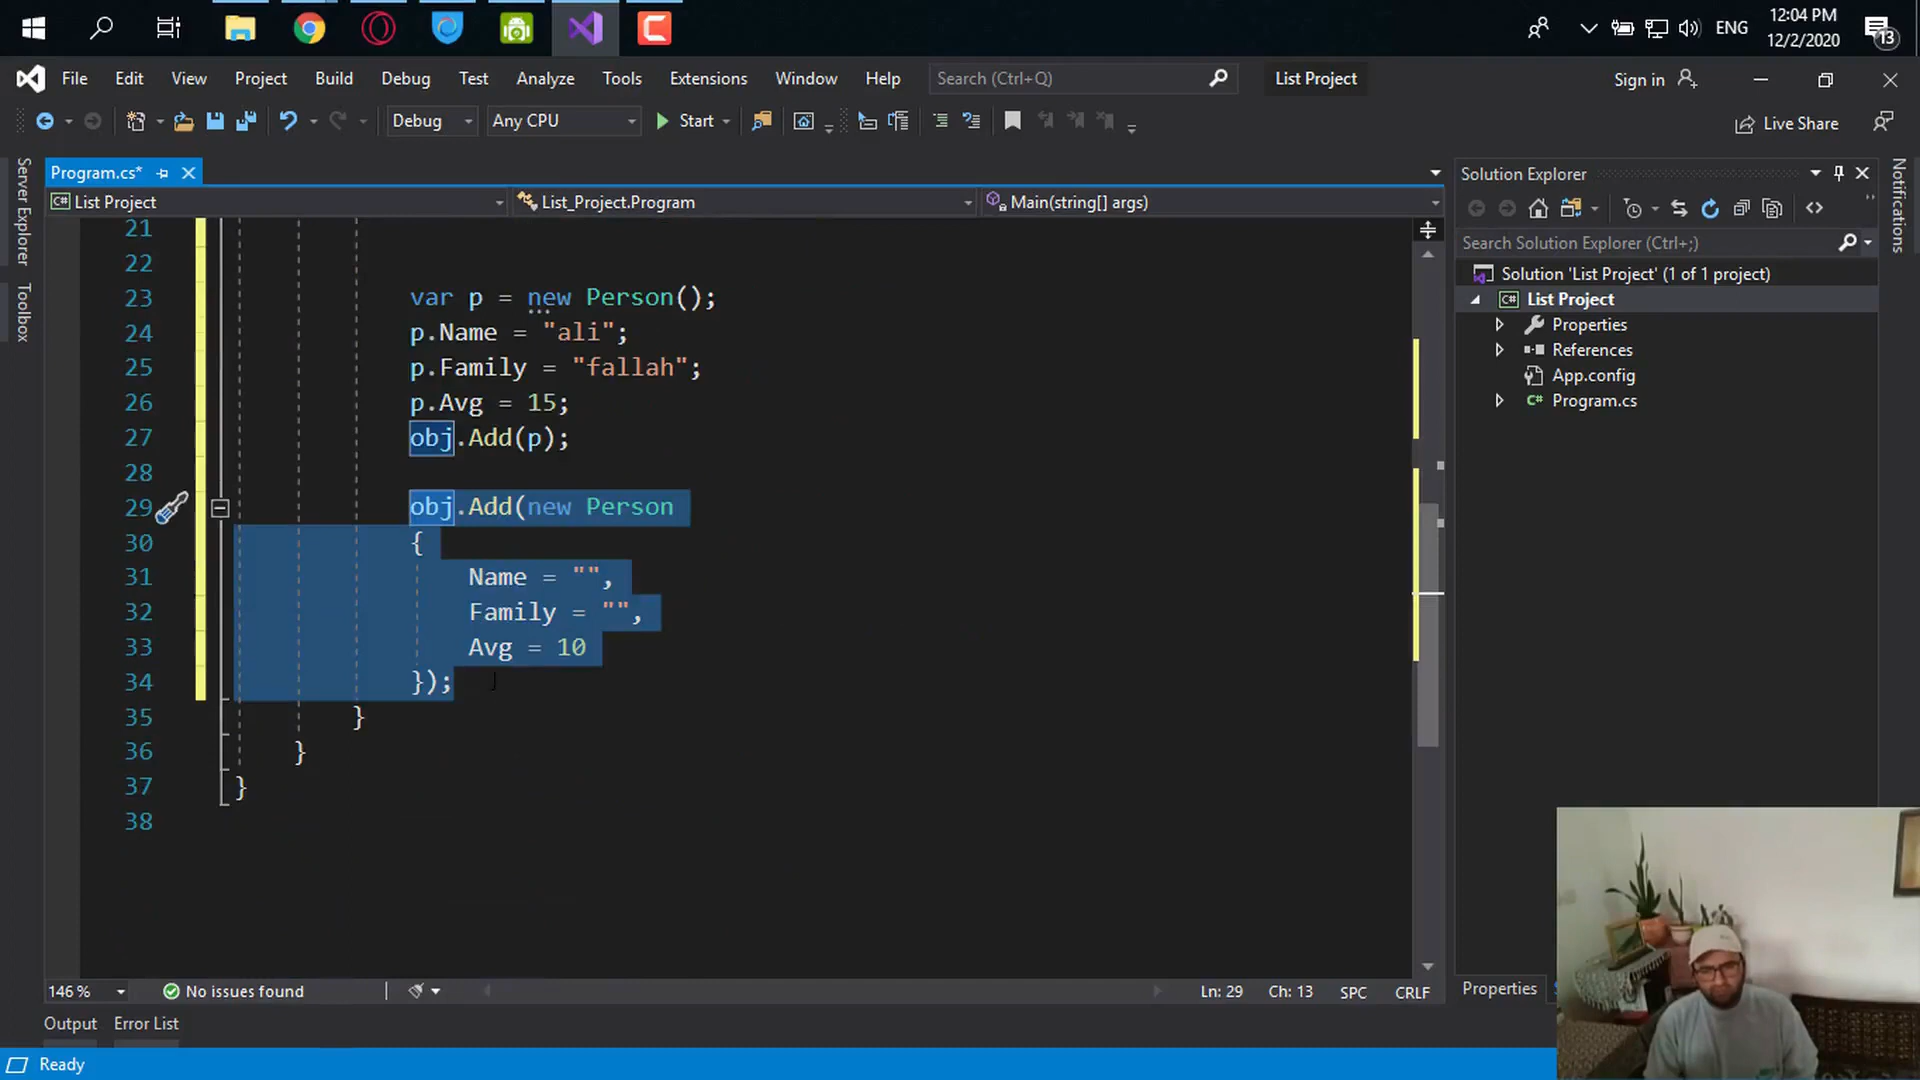 ENG
12:04 PM
12/2/2020
13
File Edit View Project Build Debug Test Analyze Tools Extensions Window Help Search (Ctrl+Q) List Project Sign in
Debug Any CPU Start Live Share
Server Explorer
Toolbox
Program.cs*
List Project List_Project.Program Main(string[] args)
21
22
23 var p = new Person();
24 p.Name = "ali";
25 p.Family = "fallah";
26 p.Avg = 15;
27 obj.Add(p);
28
29 obj.Add(new Person
30 {
31 Name = "",
32 Family = "",
33 Avg = 10
34 });
35 }
36 }
37 }
38
146 % No issues found Ln: 29 Ch: 13 SPC CRLF
Output Error List
Ready
Solution Explorer
Search Solution Explorer (Ctrl+;)
Solution 'List Project' (1 of 1 project)
List Project
Properties
References
App.config
Program.cs
Properties
Notifications